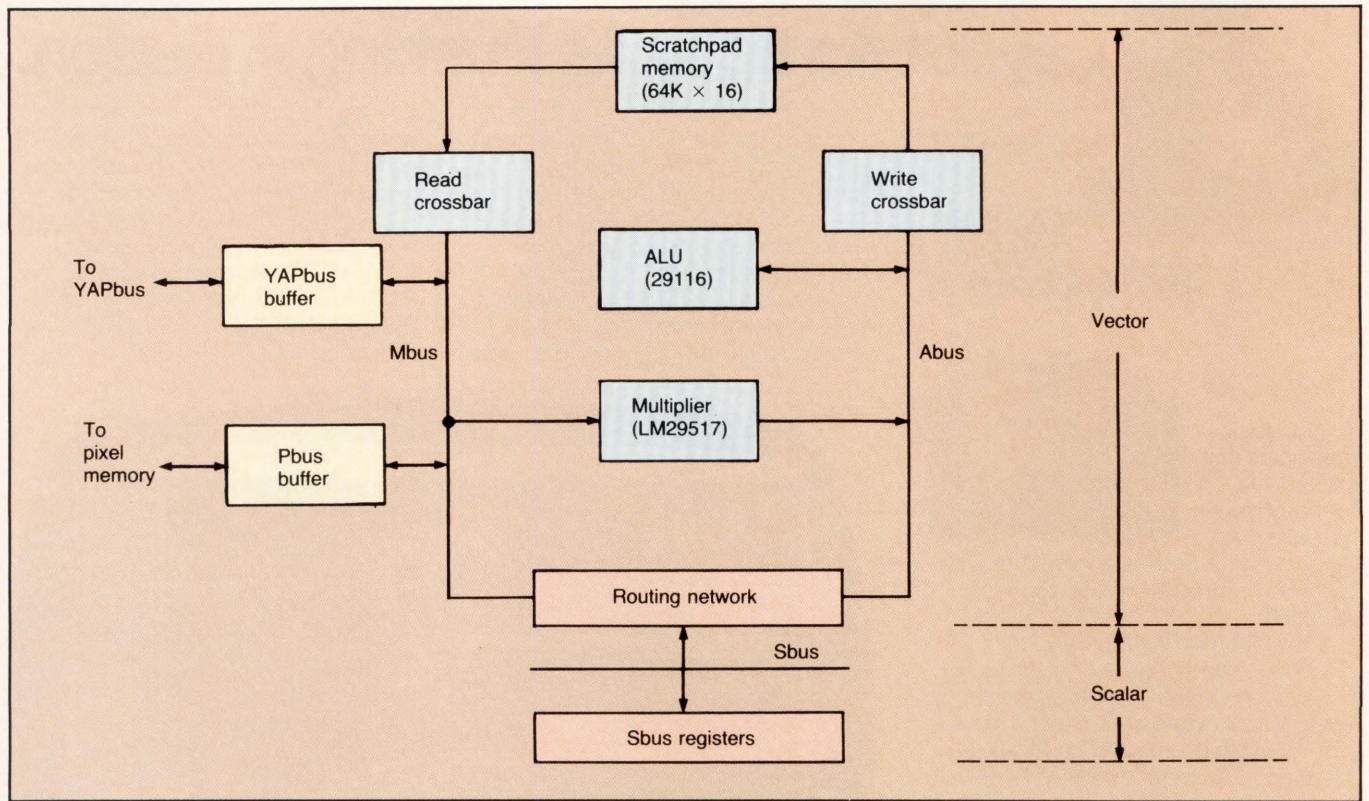 Scratchpad
memory
(64K × 16)
Read
crossbar
Write
crossbar
ALU
(29116)
To
YAPbus
YAPbus
buffer
Mbus
Abus
Vector
Multiplier
(LM29517)
To
pixel
memory
Pbus
buffer
Routing network
Sbus
Scalar
Sbus registers